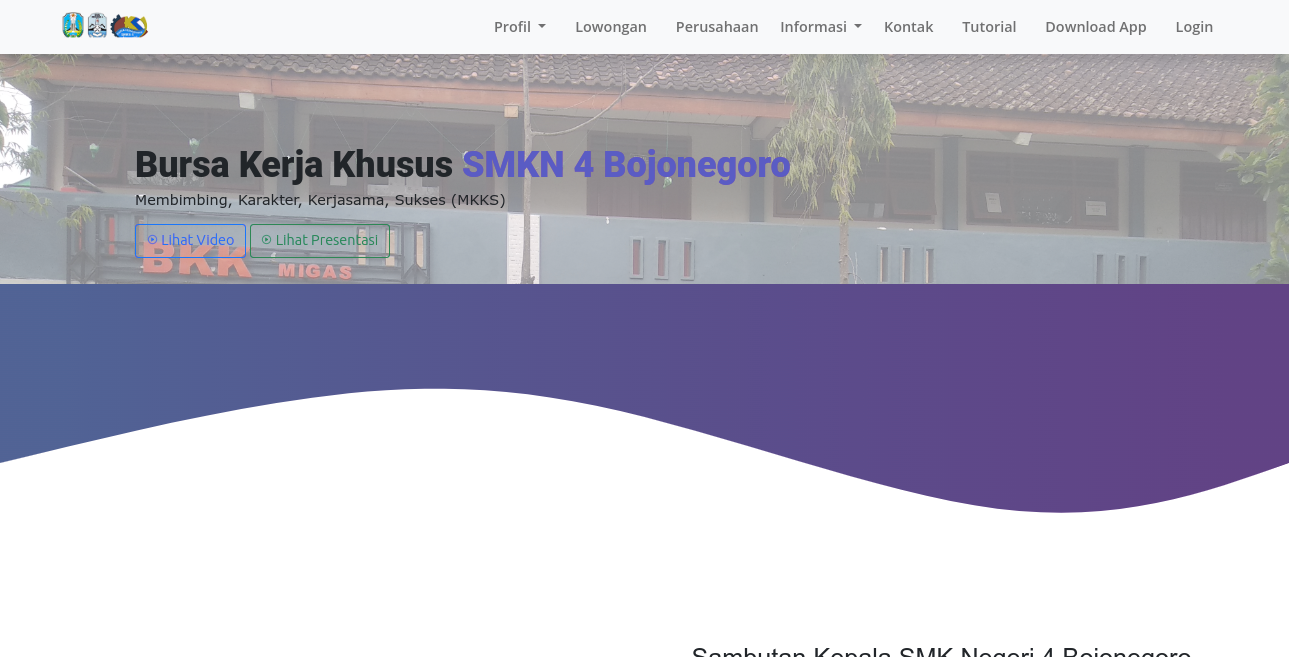 Profil
Lowongan
Perusahaan
Informasi
Kontak
Tutorial
Download App
Login
Bursa Kerja Khusus SMKN 4 Bojonegoro
Membimbing, Karakter, Kerjasama, Sukses (MKKS)
Lihat Video
Lihat Presentasi
BKK MIGAS
Sambutan Kepala SMK Negeri 4 Bojonegoro